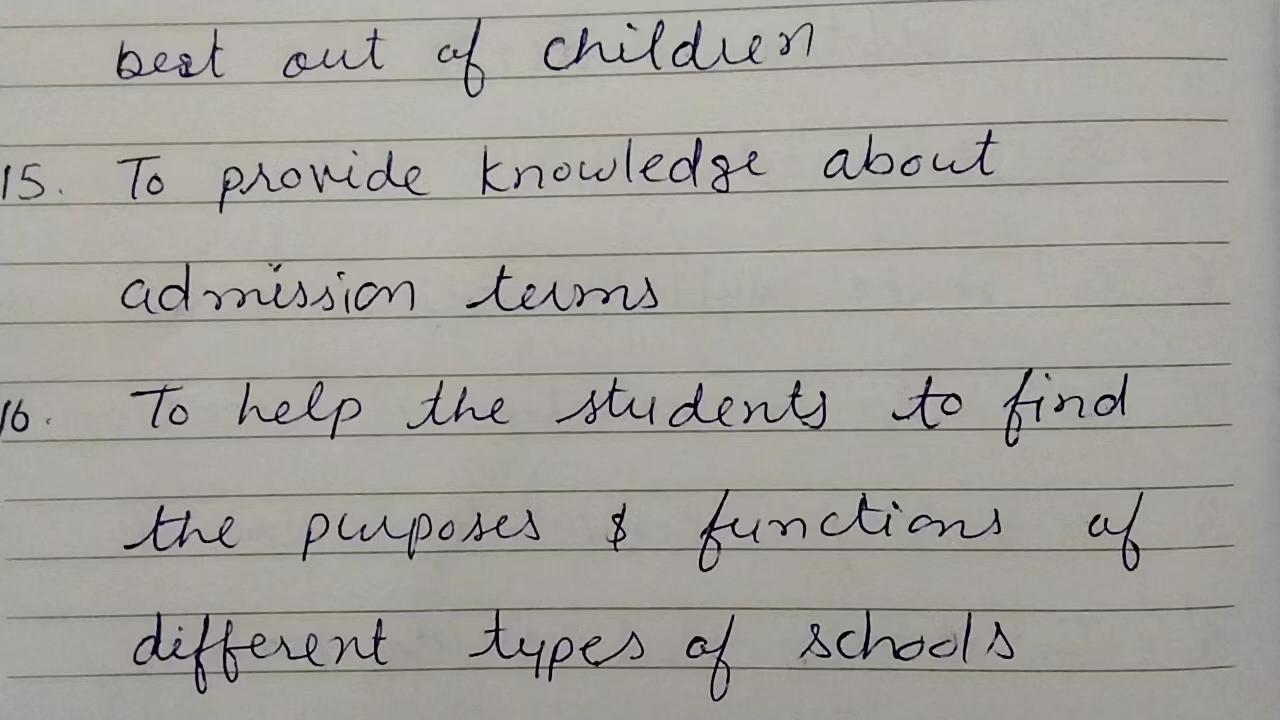 best out of children
15. To provide knowledge about
admission terms
16. To help the students to find
the purposes & functions of
different types of schools